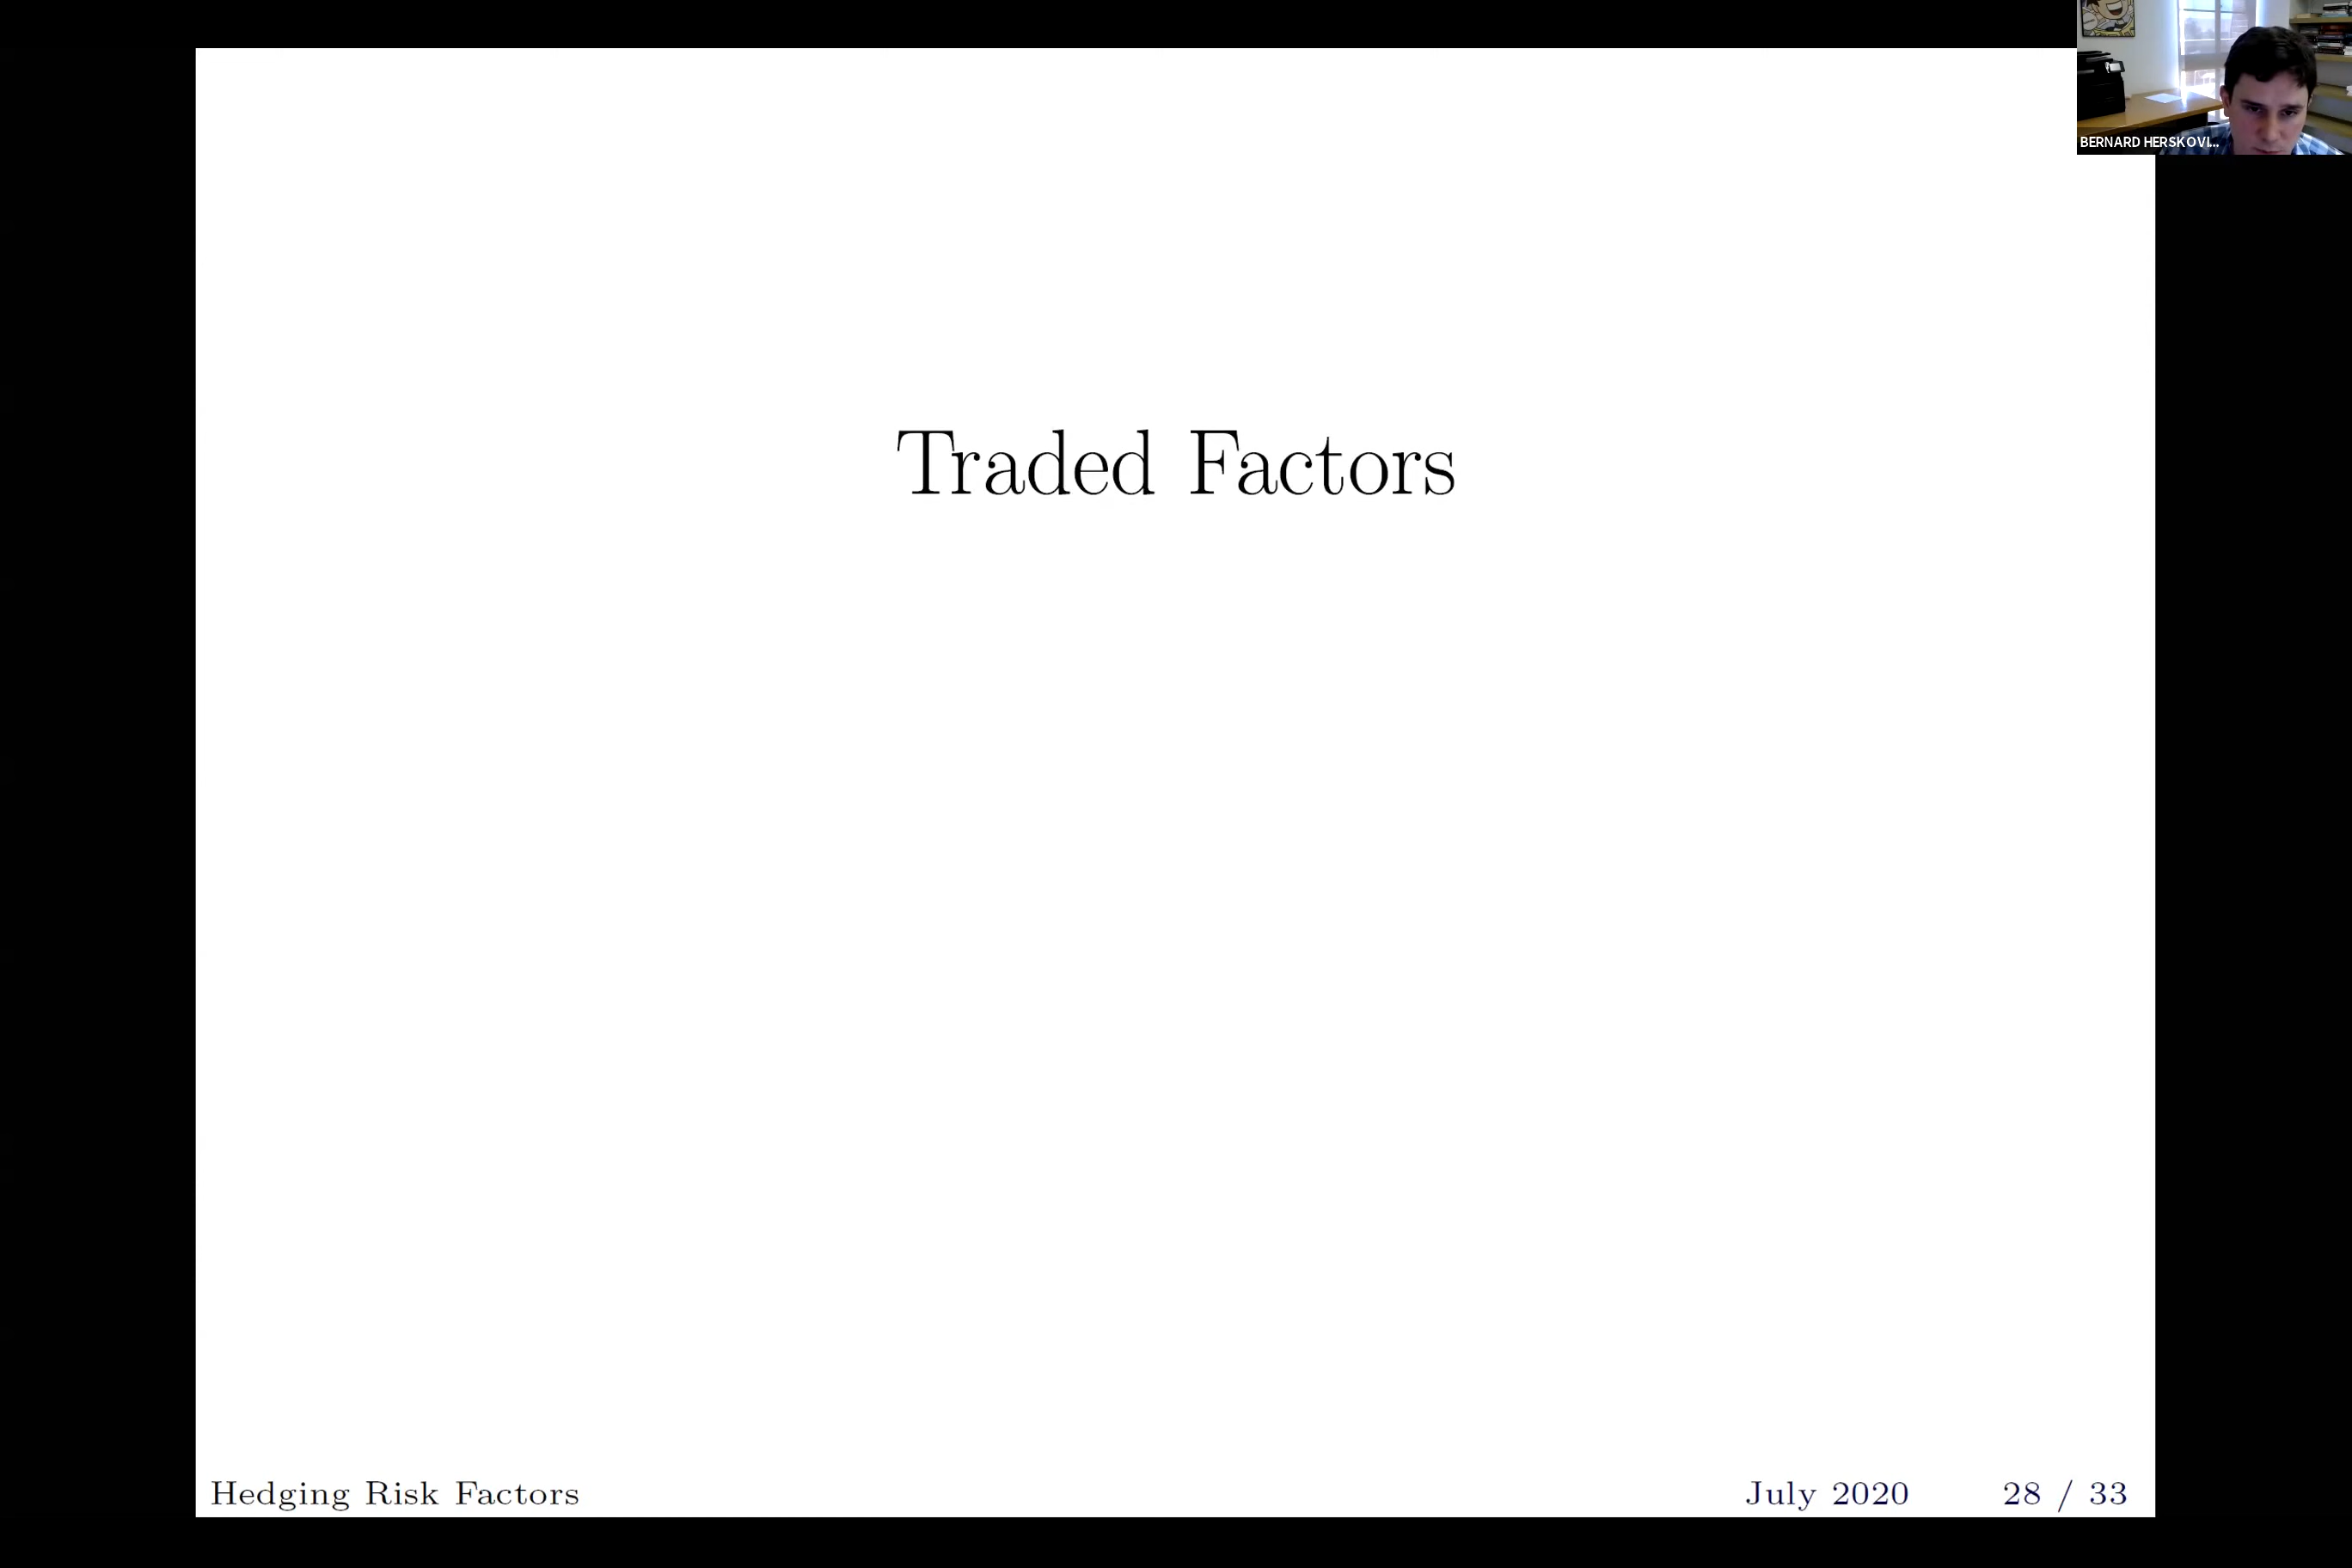 BERNARD HERSKOVI...
Traded Factors
Hedging Risk Factors
July 2020 28 / 33